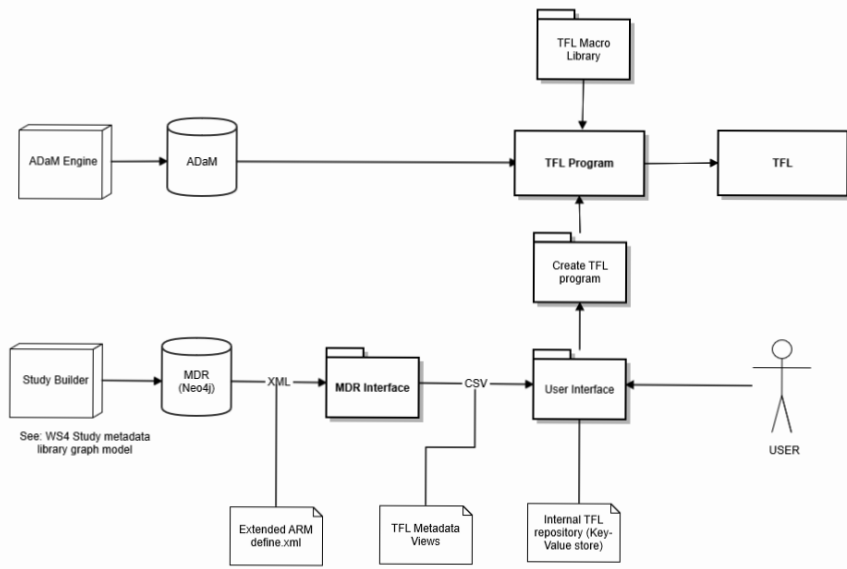 TFL Macro
Library
ADaM Engine
ADaM
TFL Program
TFL
Create TFL
program
Study Builder
MDR
(Neo4j)
XML
MDR Interface
CSV
User Interface
USER
See: WS4 Study metadata
library graph model
Extended ARM
define.xml
TFL Metadata
Views
Internal TFL
repository (Key-
Value store)